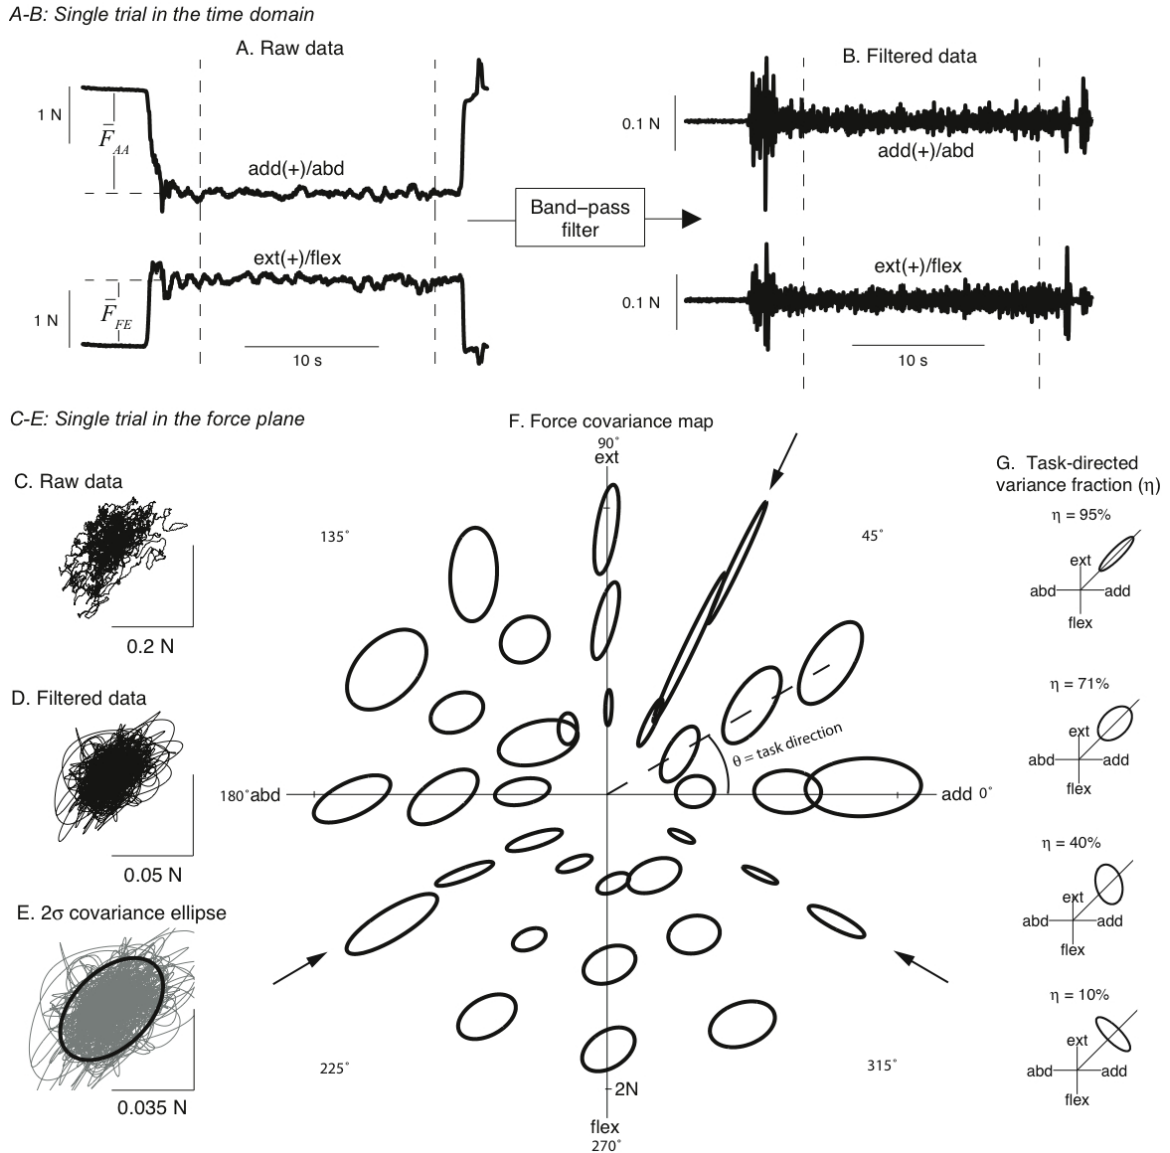 A-B: Single trial in the time domain
A. Raw data
B. Filtered data
1 N
F̅AA
add(+)/abd
0.1 N
add(+)/abd
Band–pass
filter
ext(+)/flex
ext(+)/flex
1 N
F̅FE
0.1 N
10 s
10 s
C-E: Single trial in the force plane
F. Force covariance map
90°
ext
C. Raw data
0.2 N
D. Filtered data
0.05 N
E. 2σ covariance ellipse
0.035 N
135°
45°
θ = task direction
180° abd
add 0°
225°
315°
2N
flex
270°
G. Task-directed
variance fraction (η)
η = 95%
ext
abd
add
flex
η = 71%
ext
abd
add
flex
η = 40%
ext
abd
add
flex
η = 10%
ext
abd
add
flex